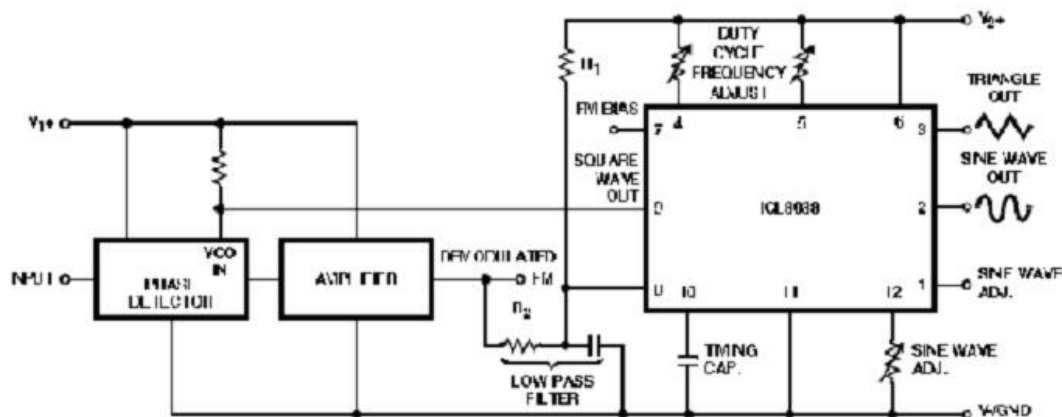 V₂+
DUTY
CYCLE
FREQUENCY
ADJUST
R₁
FM BIAS
7
4
5
6
3
TRIANGLE
OUT
V₁+
SQUARE
WAVE
OUT
SINE WAVE
OUT
ICL8038
2
VCO
IN
INPUT
PHASE
DETECTOR
AMPLIFIER
DEMODULATED
FM
R₂
10
11
12
1
SINE WAVE
ADJ.
TIMING
CAP.
SINE WAVE
ADJ.
LOW PASS
FILTER
V-/GND